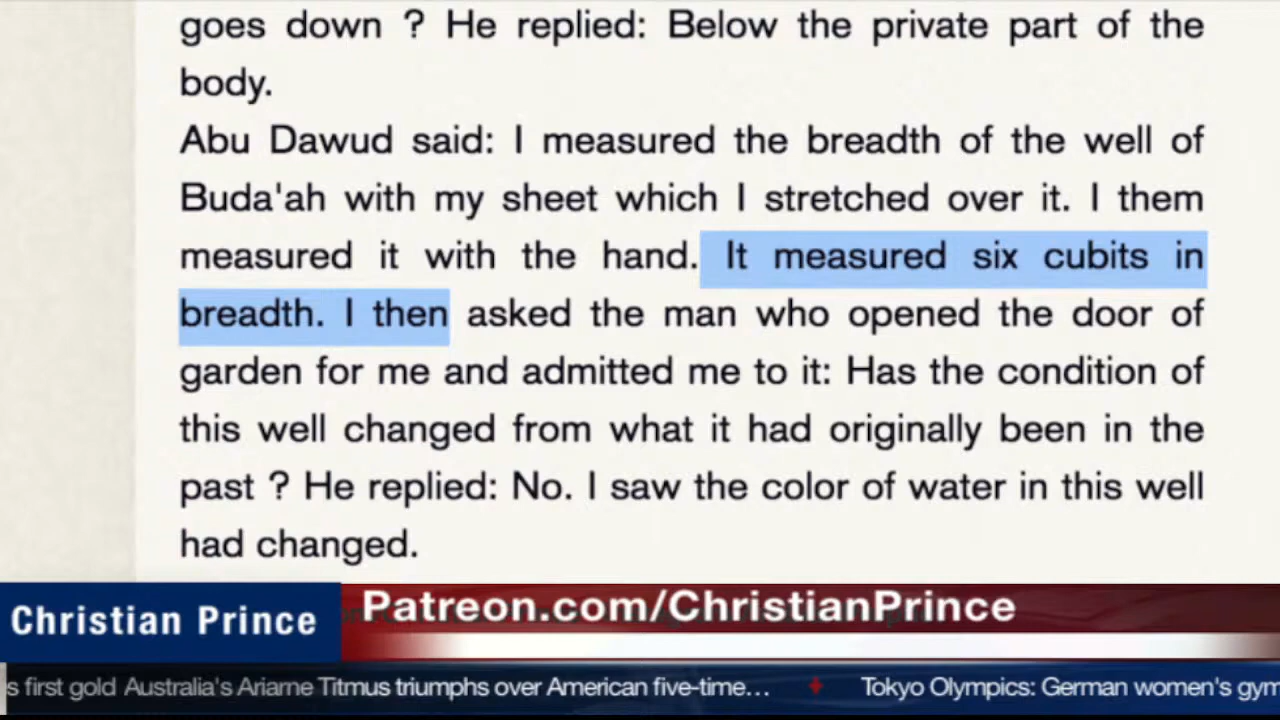 goes down ? He replied: Below the private part of the
body.
Abu Dawud said: I measured the breadth of the well of
Buda'ah with my sheet which I stretched over it. I them
measured it with the hand. It measured six cubits in
breadth. I then asked the man who opened the door of
garden for me and admitted me to it: Has the condition of
this well changed from what it had originally been in the
past ? He replied: No. I saw the color of water in this well
had changed.
Christian Prince
Patreon.com/ChristianPrince
s first gold Australia's Ariarne Titmus triumphs over American five-time...
Tokyo Olympics: German women's gym